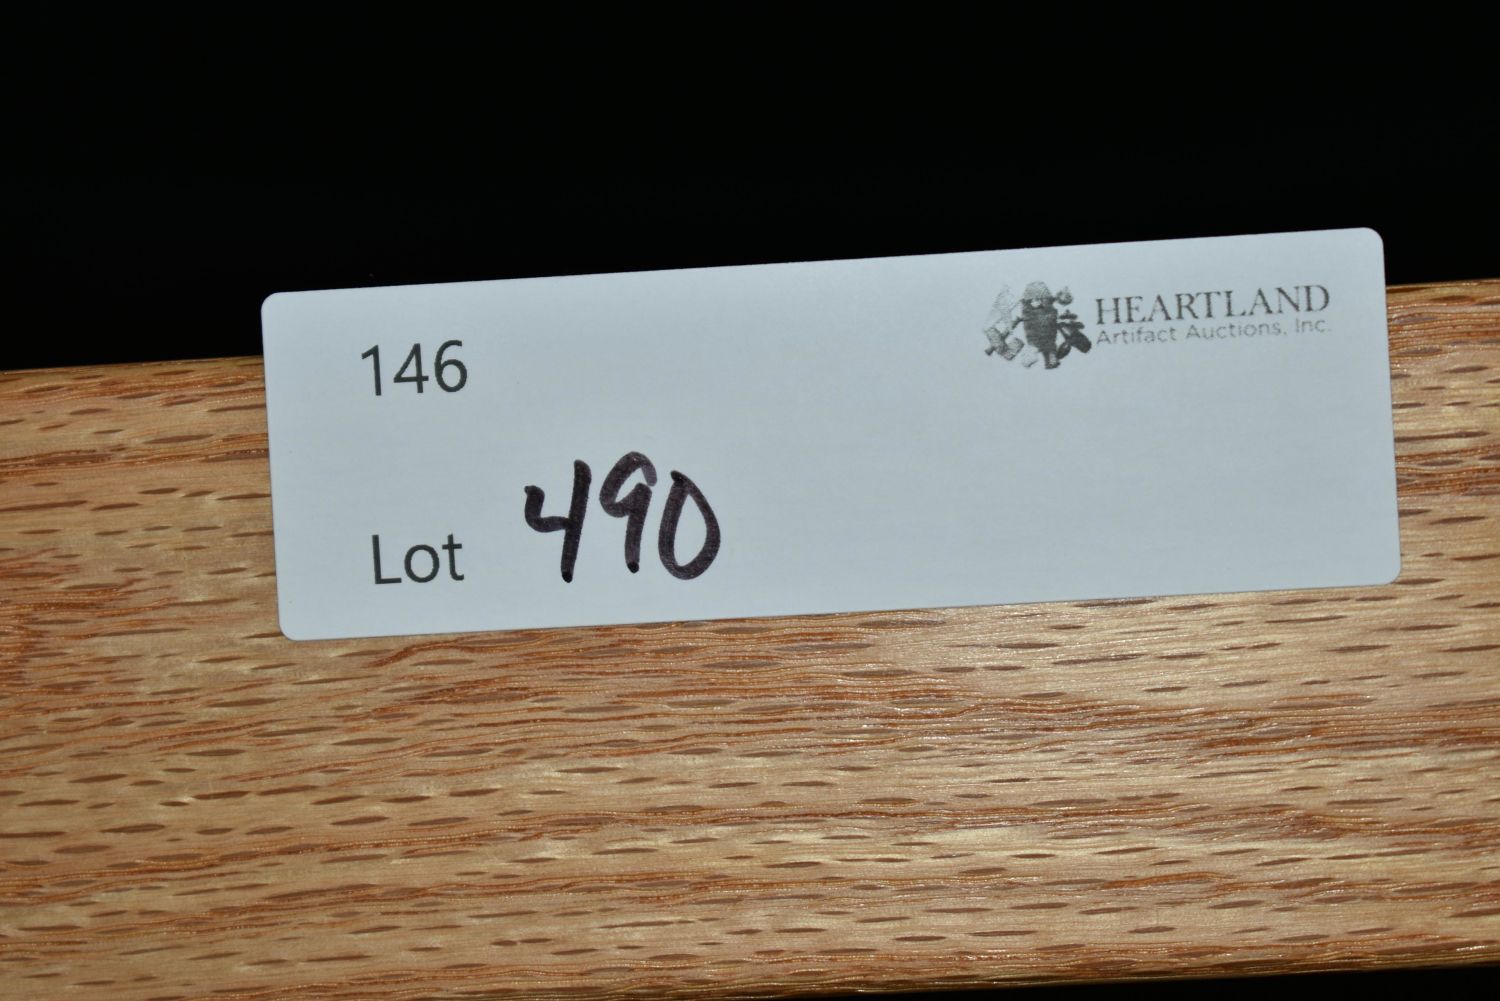 146
HEARTLAND
Artifact Auctions, Inc.
Lot 490